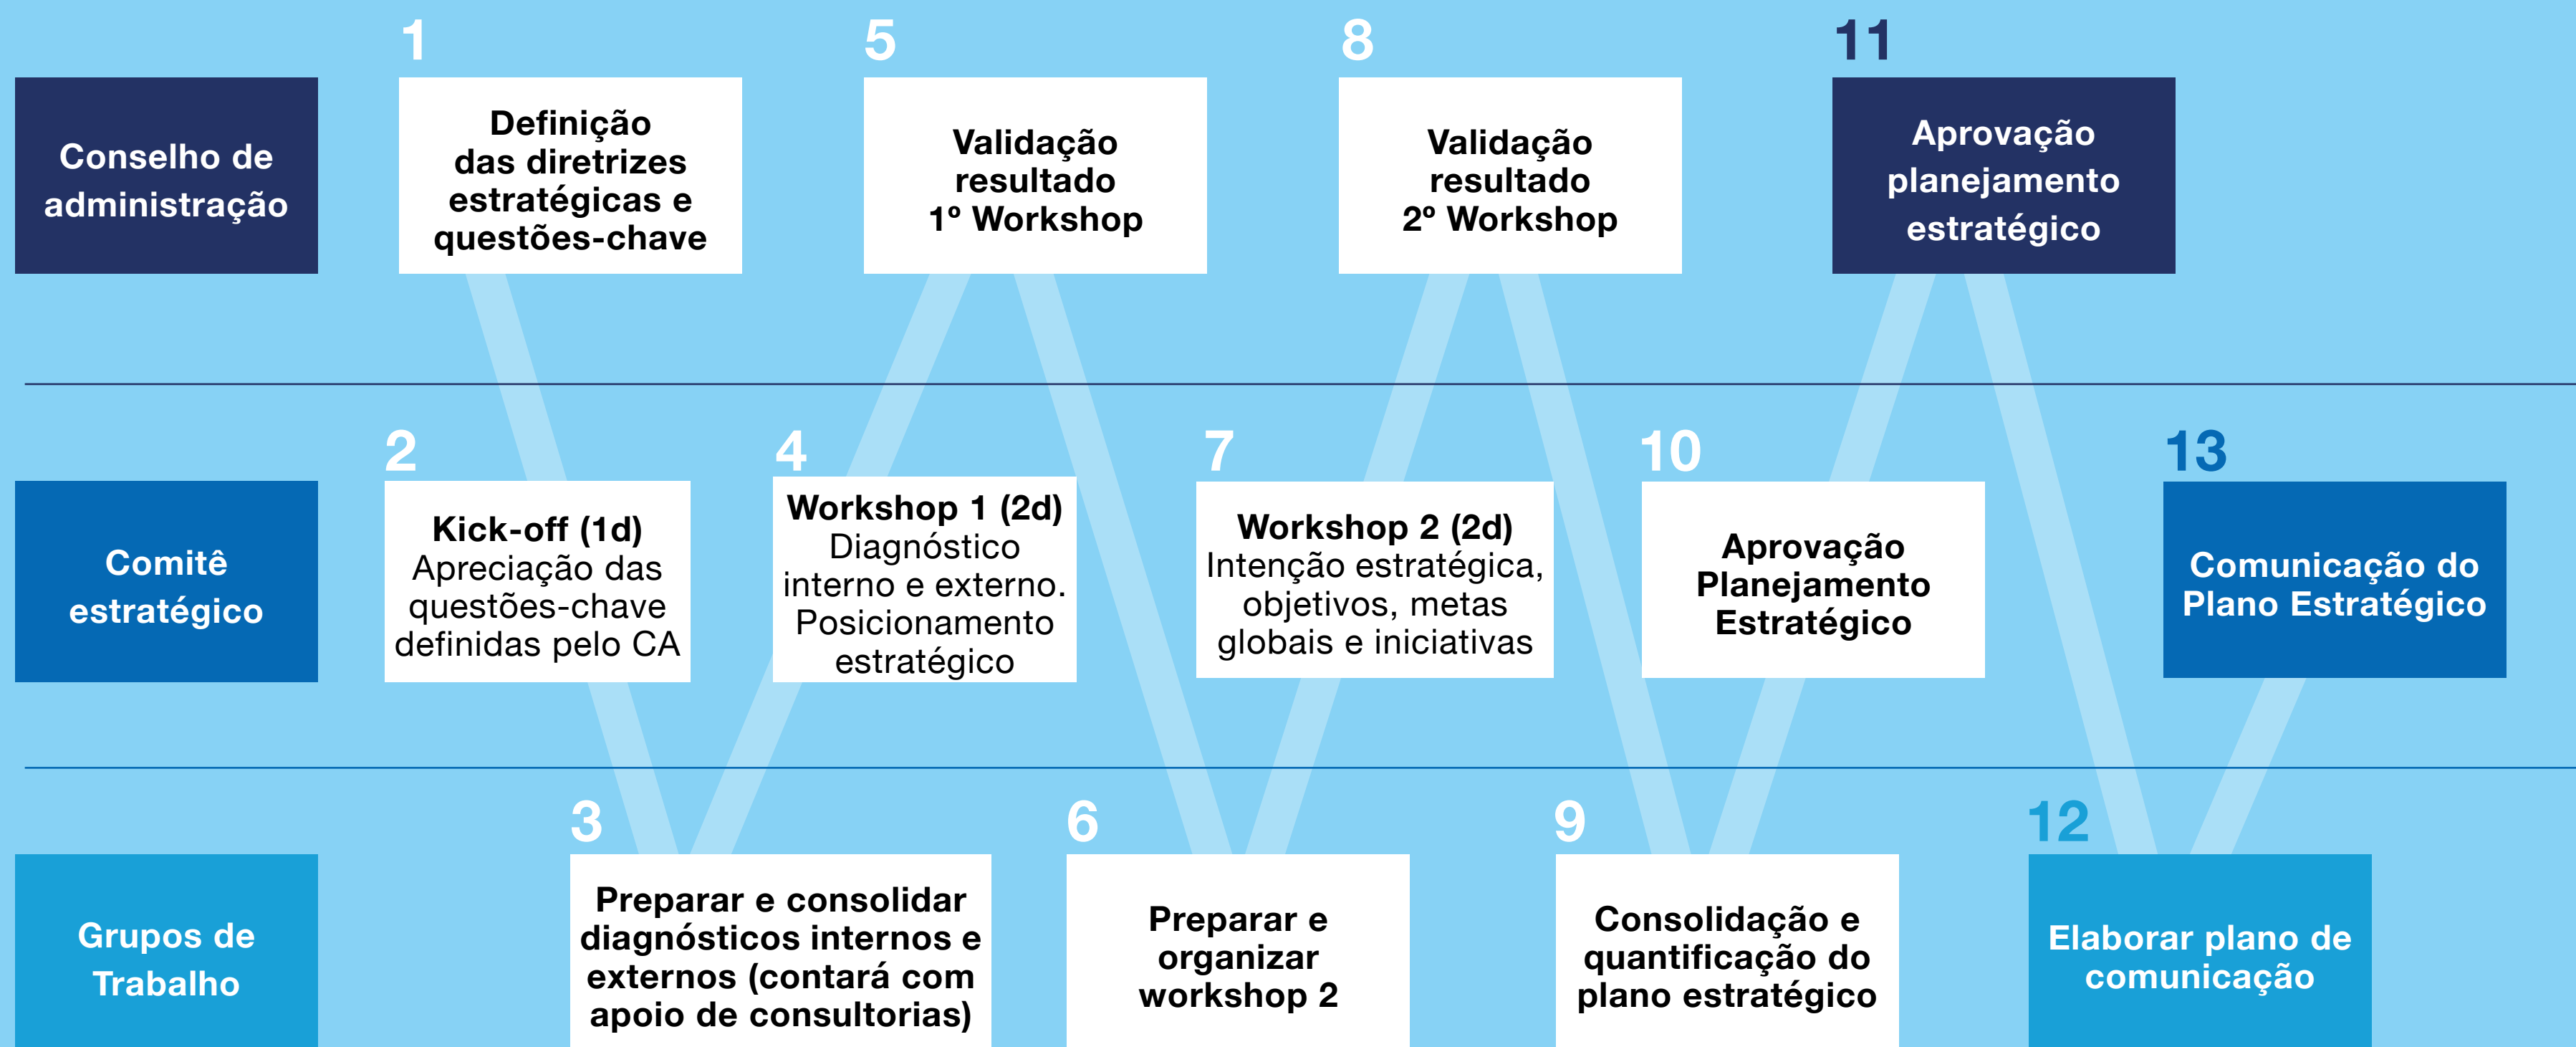 1
5
8
11
Conselho de
administração
Definição
das diretrizes
estratégicas e
questões-chave
Validação
resultado
1º Workshop
Validação
resultado
2º Workshop
Aprovação
planejamento
estratégico
2
4
7
10
13
Comitê
estratégico
Kick-off (1d)
Apreciação das
questões-chave
definidas pelo CA
Workshop 1 (2d)
Diagnóstico
interno e externo.
Posicionamento
estratégico
Workshop 2 (2d)
Intenção estratégica,
objetivos, metas
globais e iniciativas
Aprovação
Planejamento
Estratégico
Comunicação do
Plano Estratégico
3
6
9
12
Grupos de
Trabalho
Preparar e consolidar
diagnósticos internos e
externos (contará com
apoio de consultorias)
Preparar e
organizar
workshop 2
Consolidação e
quantificação do
plano estratégico
Elaborar plano de
comunicação